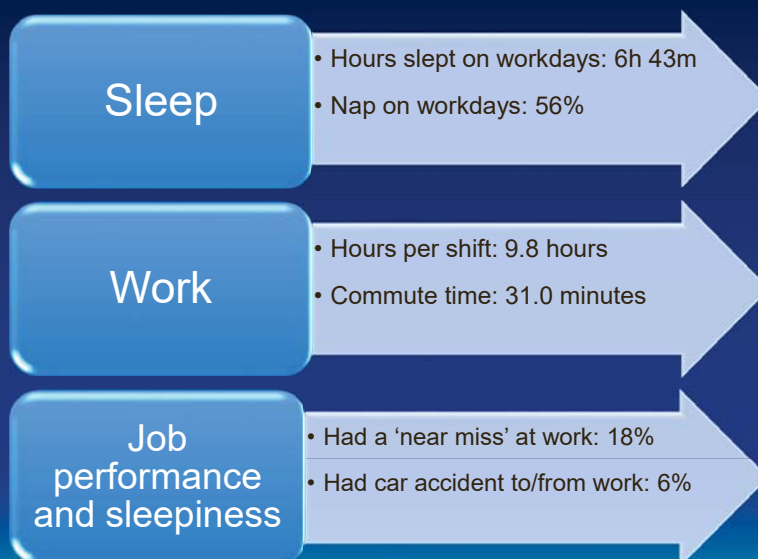 Sleep
• Hours slept on workdays: 6h 43m
• Nap on workdays: 56%
Work
• Hours per shift: 9.8 hours
• Commute time: 31.0 minutes
Job
performance
and sleepiness
• Had a ‘near miss’ at work: 18%
• Had car accident to/from work: 6%